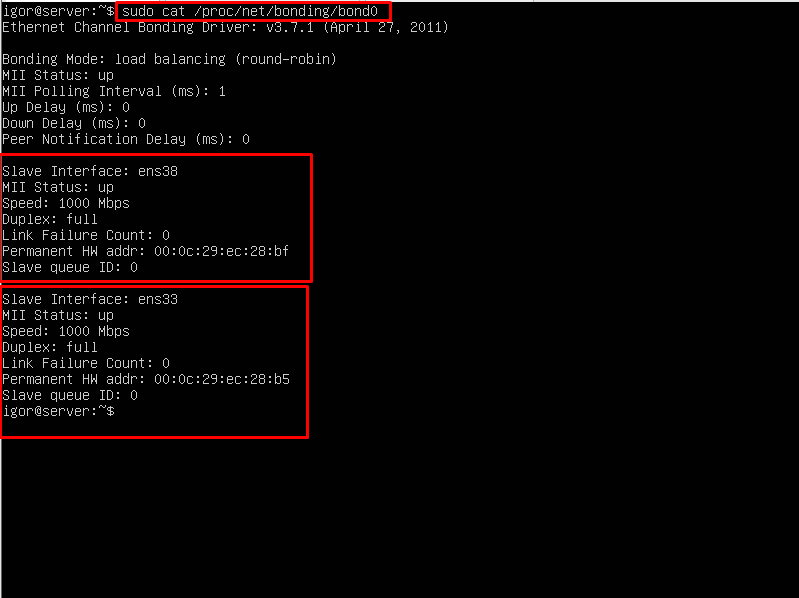 igor@server:~$ sudo cat /proc/net/bonding/bond0
Ethernet Channel Bonding Driver: v3.7.1 (April 27, 2011)
Bonding Mode: load balancing (round-robin)
MII Status: up
MII Polling Interval (ms): 1
Up Delay (ms): 0
Down Delay (ms): 0
Peer Notification Delay (ms): 0
Slave Interface: ens38
MII Status: up
Speed: 1000 Mbps
Duplex: full
Link Failure Count: 0
Permanent HW addr: 00:0c:29:ec:28:bf
Slave queue ID: 0
Slave Interface: ens33
MII Status: up
Speed: 1000 Mbps
Duplex: full
Link Failure Count: 0
Permanent HW addr: 00:0c:29:ec:28:b5
Slave queue ID: 0
igor@server:~$